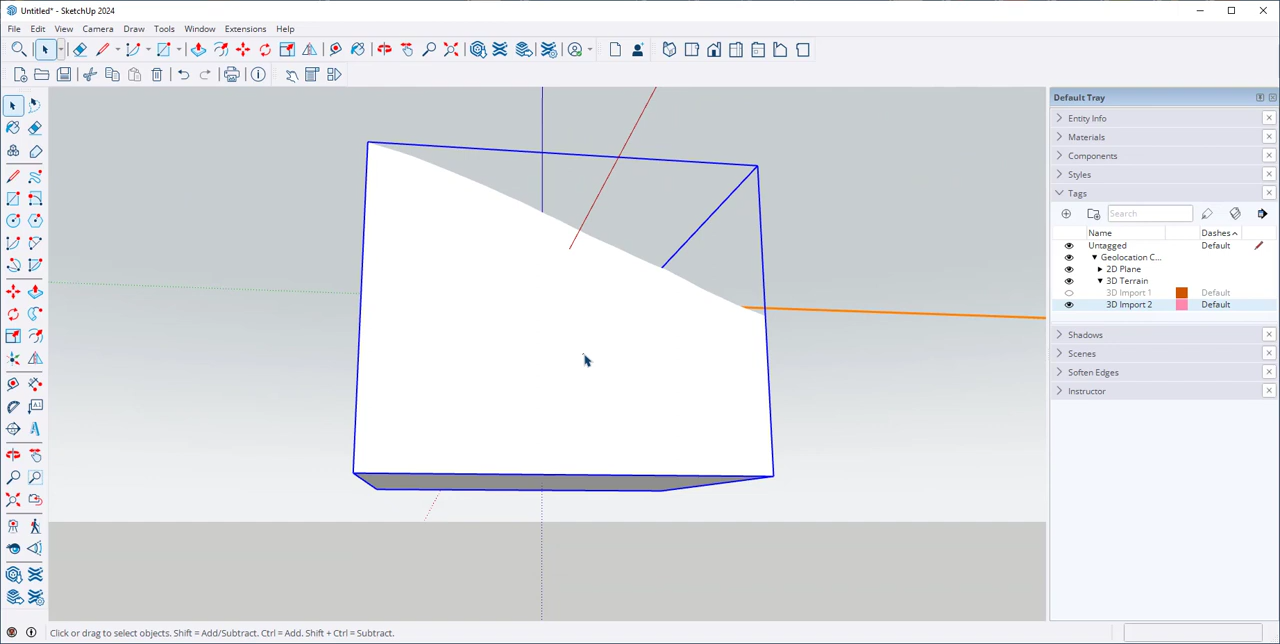 Untitled* - SketchUp 2024
File Edit View Camera Draw Tools Window Extensions Help
Default Tray
Entity Info
Materials
Components
Styles
Tags
Search
Name Dashes
Untagged Default
Geolocation C...
2D Plane
3D Terrain
3D Import 1 Default
3D Import 2 Default
Shadows
Scenes
Soften Edges
Instructor
Click or drag to select objects. Shift = Add/Subtract. Ctrl = Add. Shift + Ctrl = Subtract.